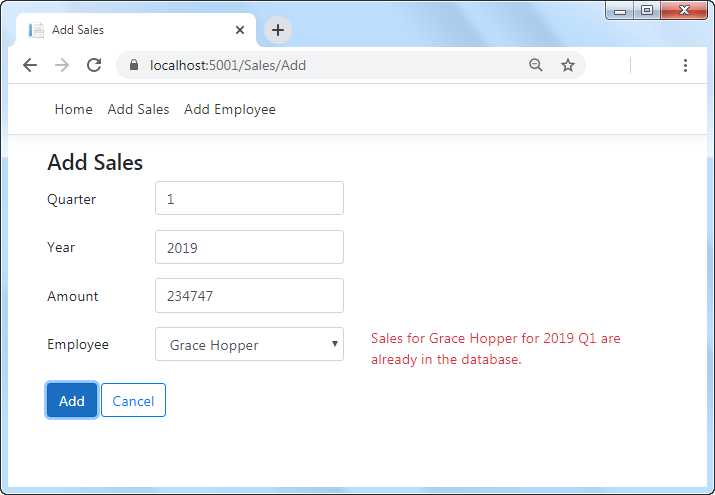 Add Sales
localhost:5001/Sales/Add
Home Add Sales Add Employee
Add Sales
Quarter 1
Year 2019
Amount 234747
Employee Grace Hopper Sales for Grace Hopper for 2019 Q1 are
already in the database.
Add Cancel